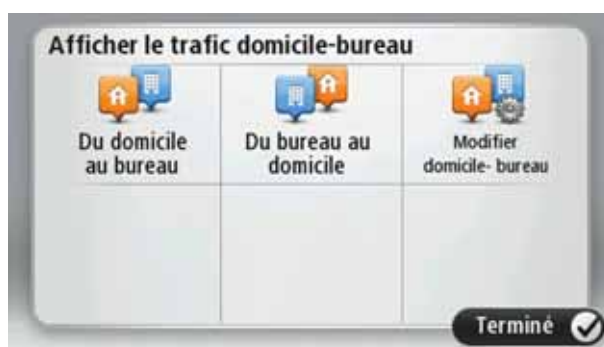 Afficher le trafic domicile-bureau
Du domicile
au bureau
Du bureau au
domicile
Modifier
domicile- bureau
Terminé